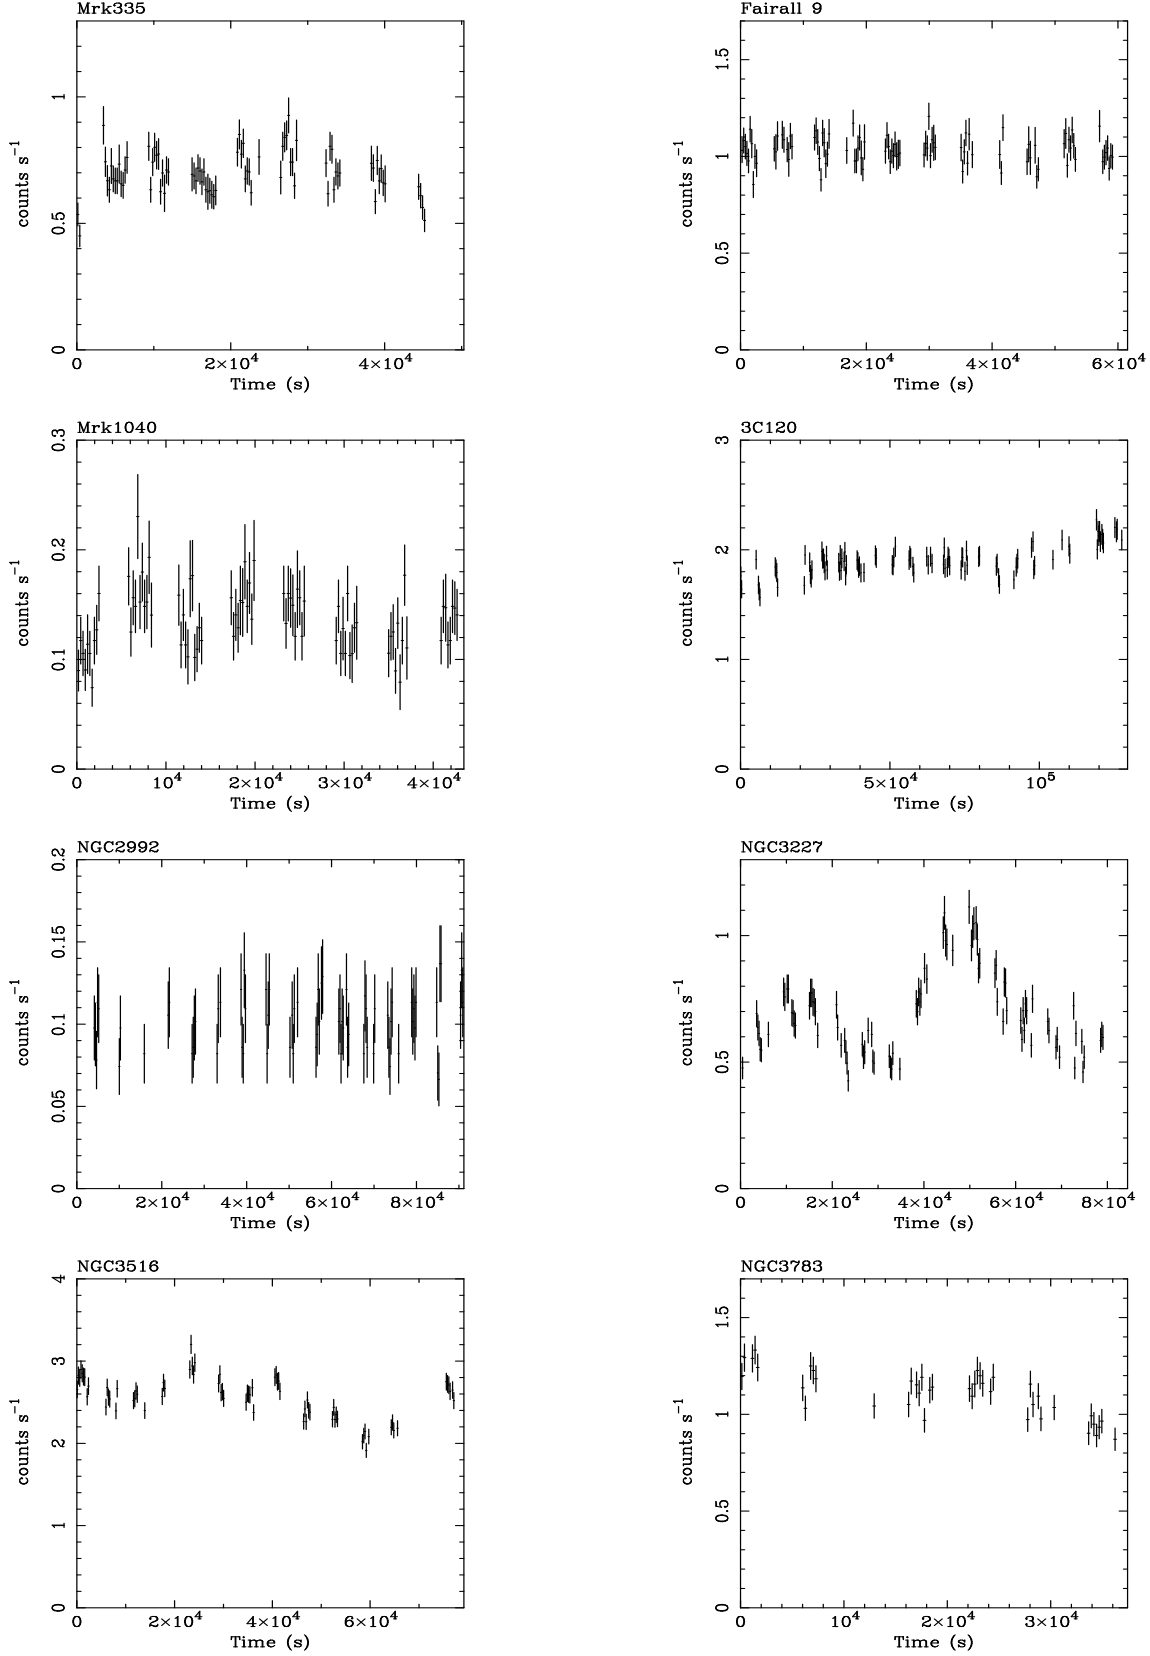 Mrk335
counts s⁻¹
1
0.5
0
0 2×10⁴ 4×10⁴
Time (s)
Fairall 9
counts s⁻¹
1.5
1
0.5
0
0 2×10⁴ 4×10⁴ 6×10⁴
Time (s)
Mrk1040
counts s⁻¹
0.3
0.2
0.1
0
0 10⁴ 2×10⁴ 3×10⁴ 4×10⁴
Time (s)
3C120
counts s⁻¹
3
2
1
0
0 5×10⁴ 10⁵
Time (s)
NGC2992
counts s⁻¹
0.2
0.15
0.1
0.05
0
0 2×10⁴ 4×10⁴ 6×10⁴ 8×10⁴
Time (s)
NGC3227
counts s⁻¹
1
0.5
0
0 2×10⁴ 4×10⁴ 6×10⁴ 8×10⁴
Time (s)
NGC3516
counts s⁻¹
4
3
2
1
0
0 2×10⁴ 4×10⁴ 6×10⁴
Time (s)
NGC3783
counts s⁻¹
1.5
1
0.5
0
0 10⁴ 2×10⁴ 3×10⁴
Time (s)